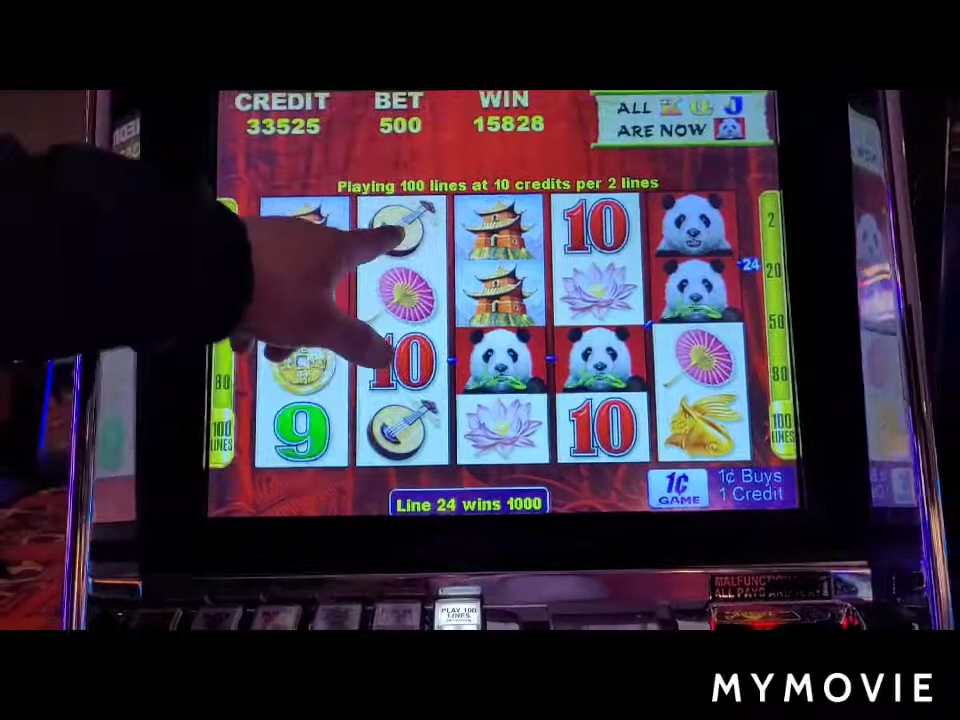 CREDIT BET WIN
33525 500 15828
ALL K Q J
ARE NOW
Playing 100 lines at 10 credits per 2 lines
10
2
24
20
50
10
80
80
9
10
100
LINES
100
LINES
1¢
GAME
1¢ Buys
1 Credit
Line 24 wins 1000
PLAY 100
LINES
MALFUNCTION
ALL PAYS AND PLAYS
MYMOVIE